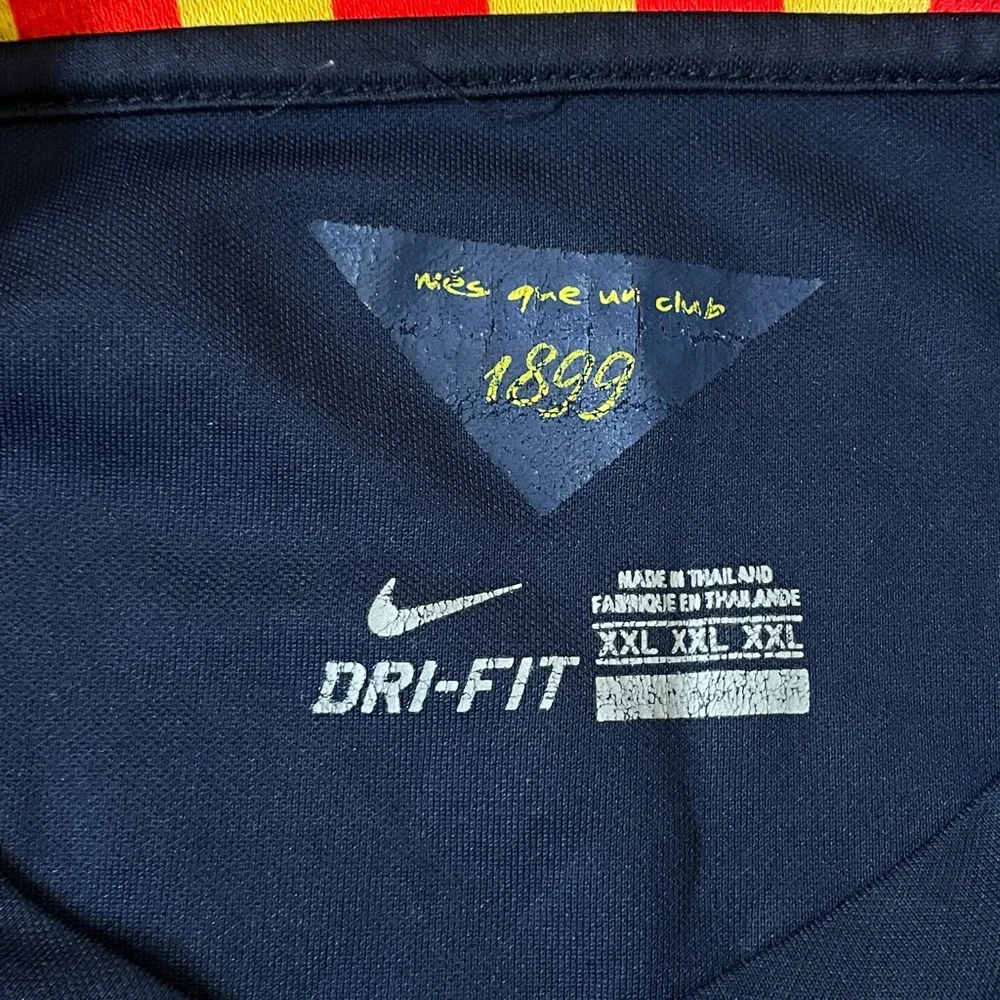 més que un club
1899
DRI-FIT
MADE IN THAILAND
FABRIQUE EN THAILANDE
XXL XXL XXL